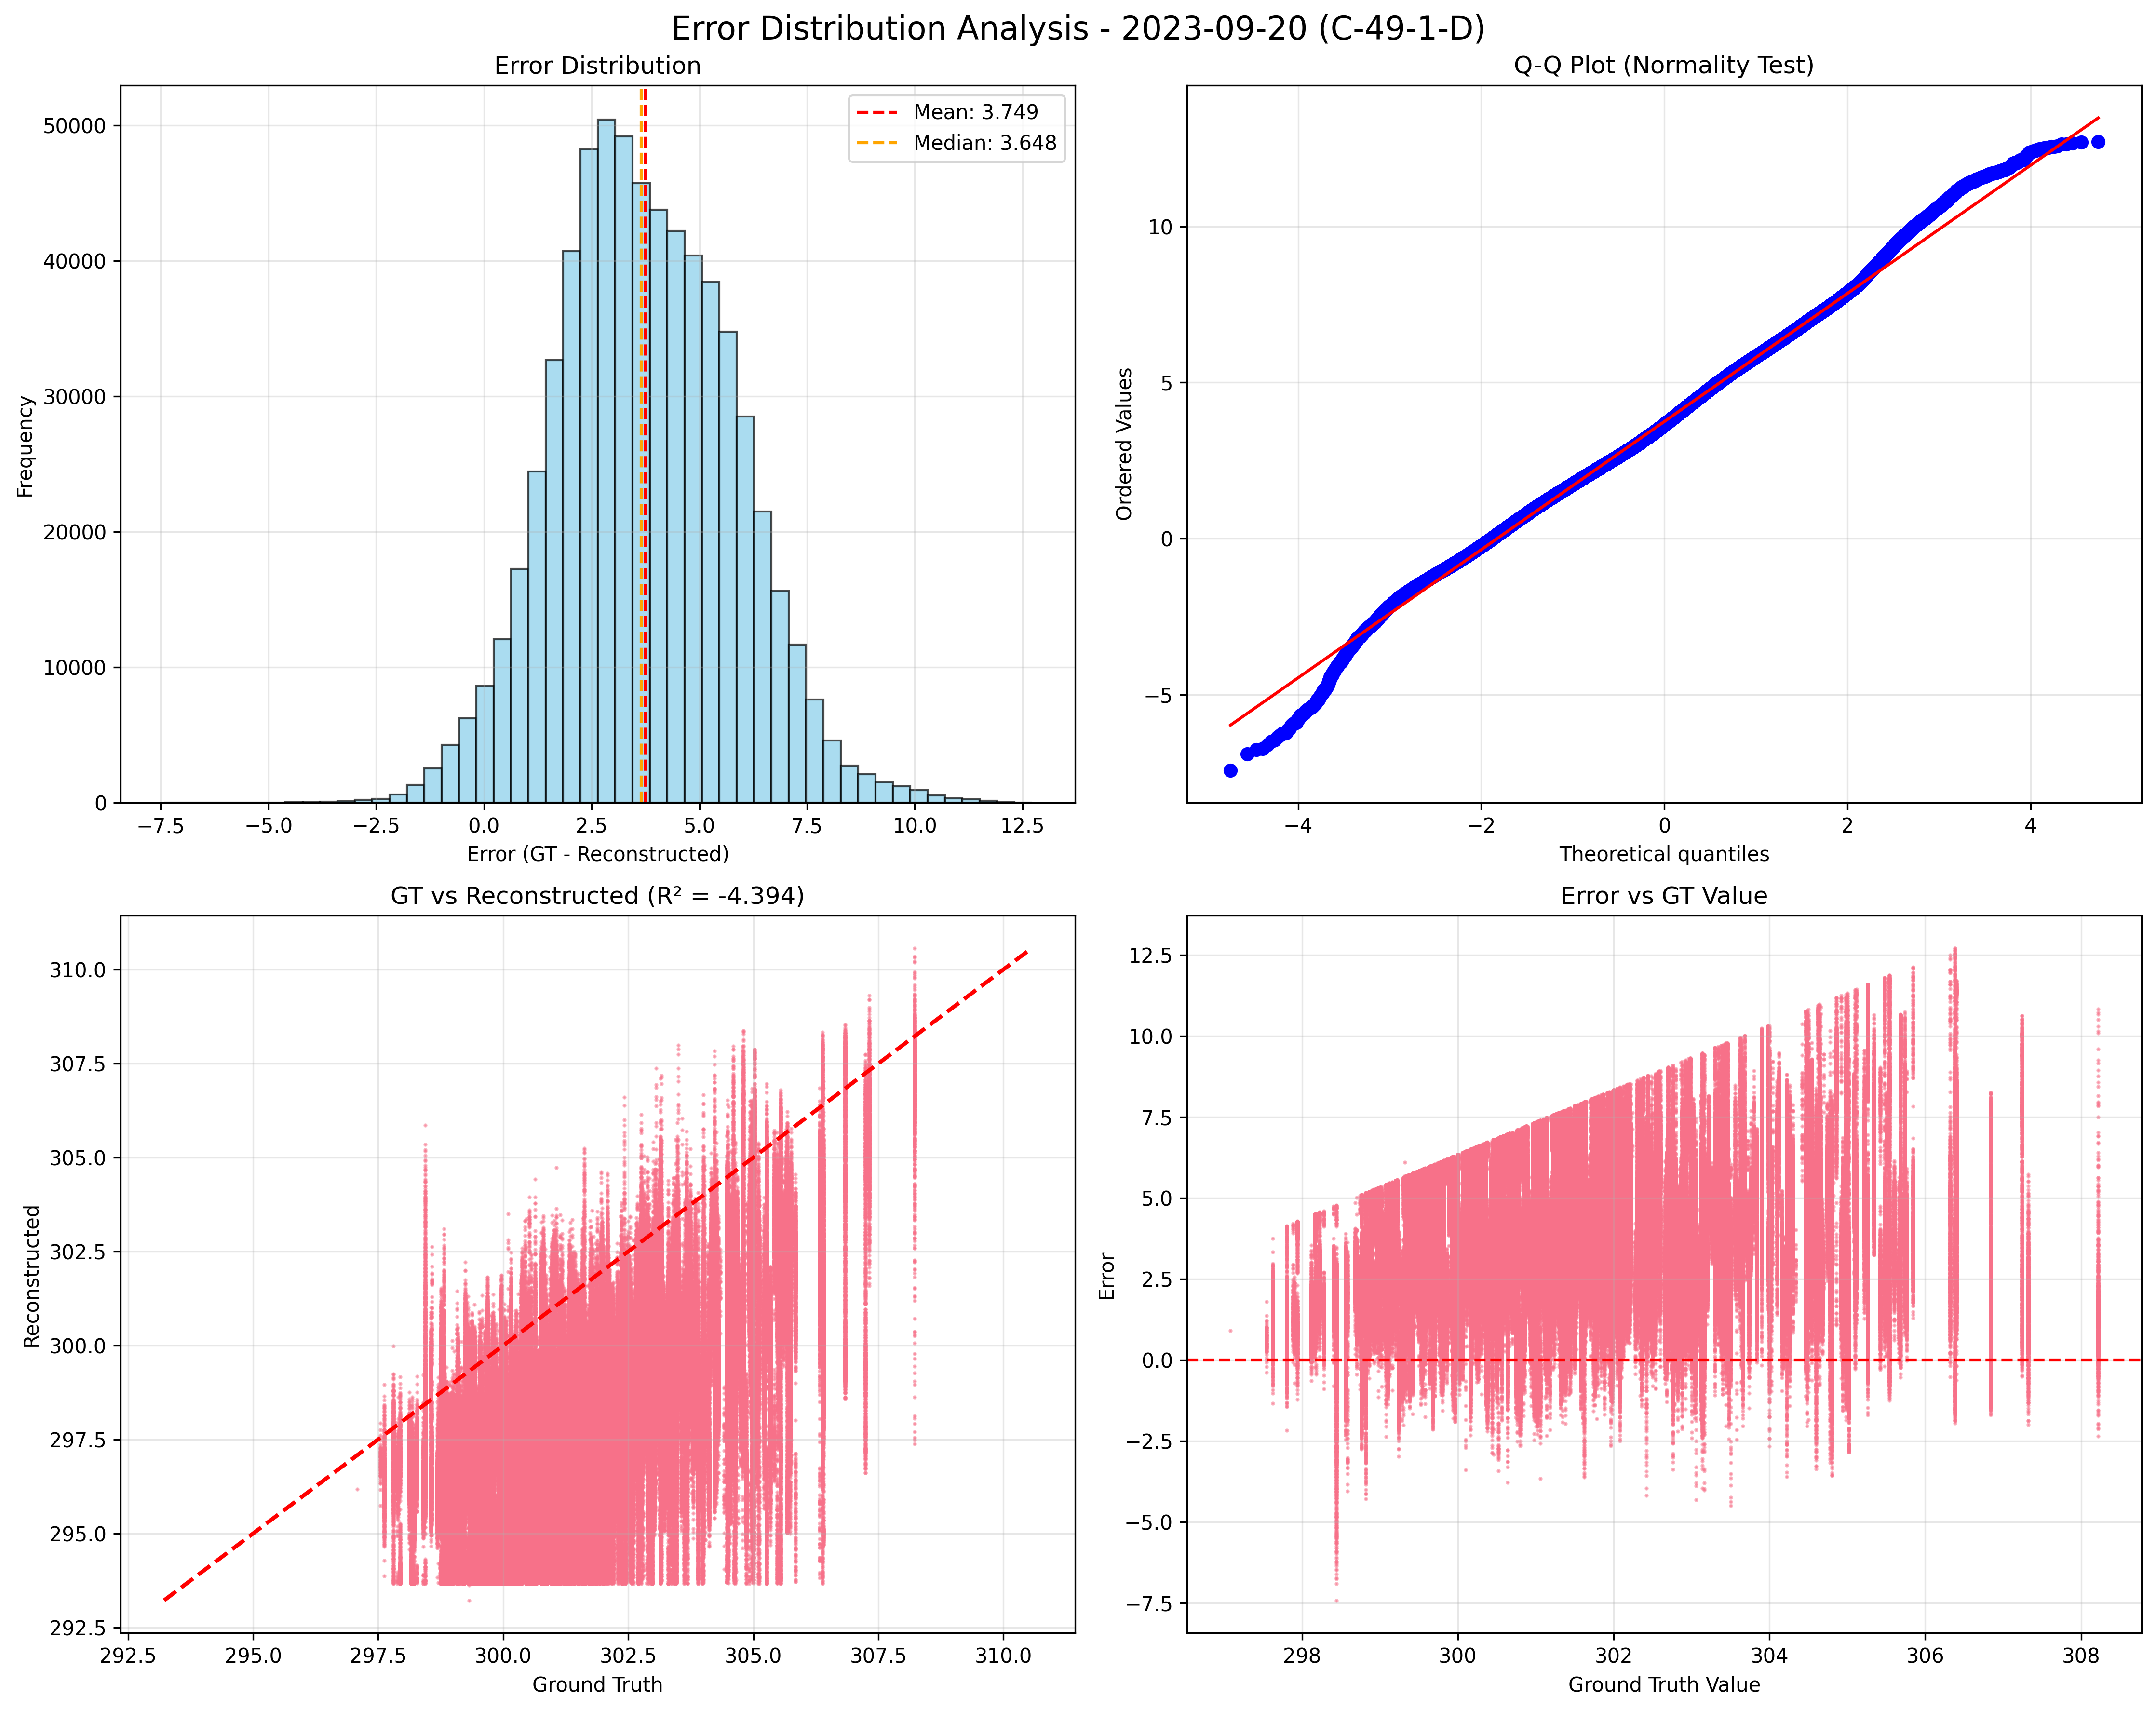 Error Distribution Analysis - 2023-09-20 (C-49-1-D)
Error Distribution
Mean: 3.749
Median: 3.648
50000
40000
30000
20000
10000
0
Frequency
−7.5 −5.0 −2.5 0.0 2.5 5.0 7.5 10.0 12.5
Error (GT - Reconstructed)
Q-Q Plot (Normality Test)
10
5
0
−5
Ordered Values
−4 −2 0 2 4
Theoretical quantiles
GT vs Reconstructed (R² = -4.394)
310.0
307.5
305.0
302.5
300.0
297.5
295.0
292.5
Reconstructed
292.5 295.0 297.5 300.0 302.5 305.0 307.5 310.0
Ground Truth
Error vs GT Value
12.5
10.0
7.5
5.0
2.5
0.0
−2.5
−5.0
−7.5
Error
298 300 302 304 306 308
Ground Truth Value